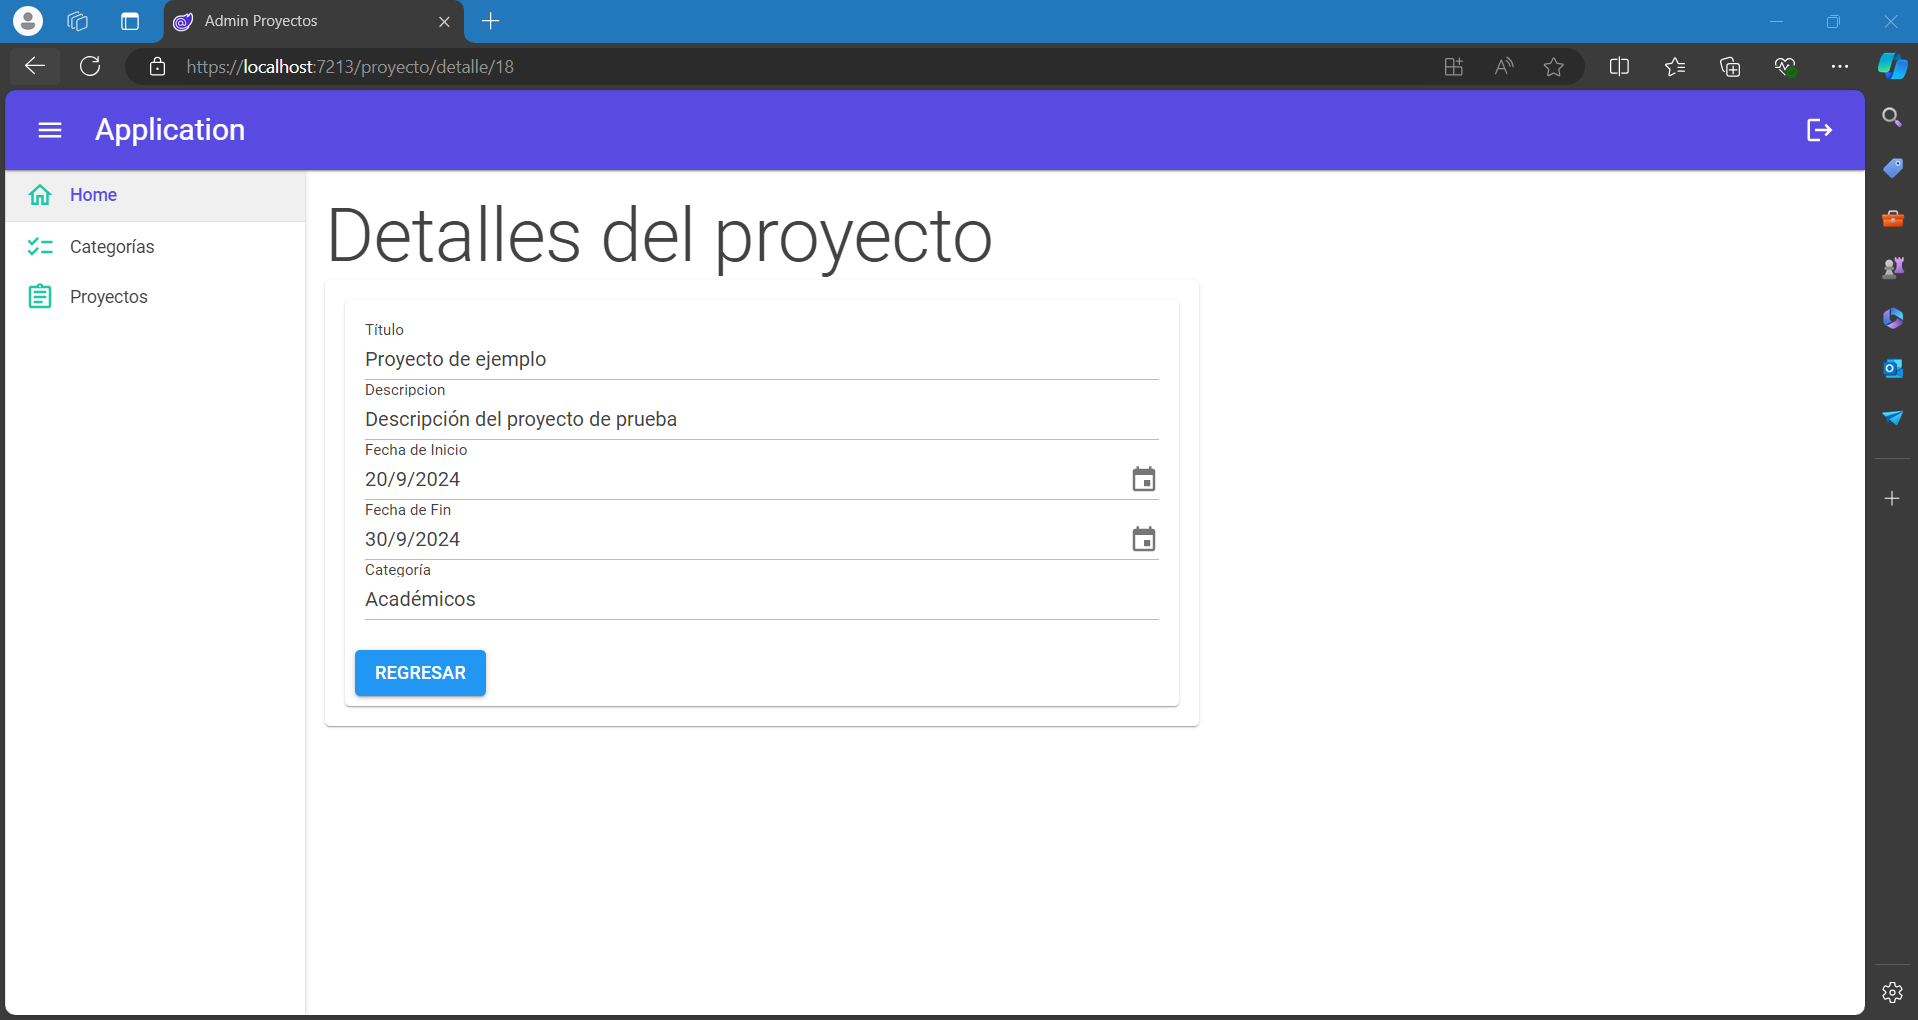 Admin Proyectos
https://localhost:7213/proyecto/detalle/18
Application
Home
Categorías
Proyectos
Detalles del proyecto
Título
Proyecto de ejemplo
Descripcion
Descripción del proyecto de prueba
Fecha de Inicio
20/9/2024
Fecha de Fin
30/9/2024
Categoría
Académicos
REGRESAR